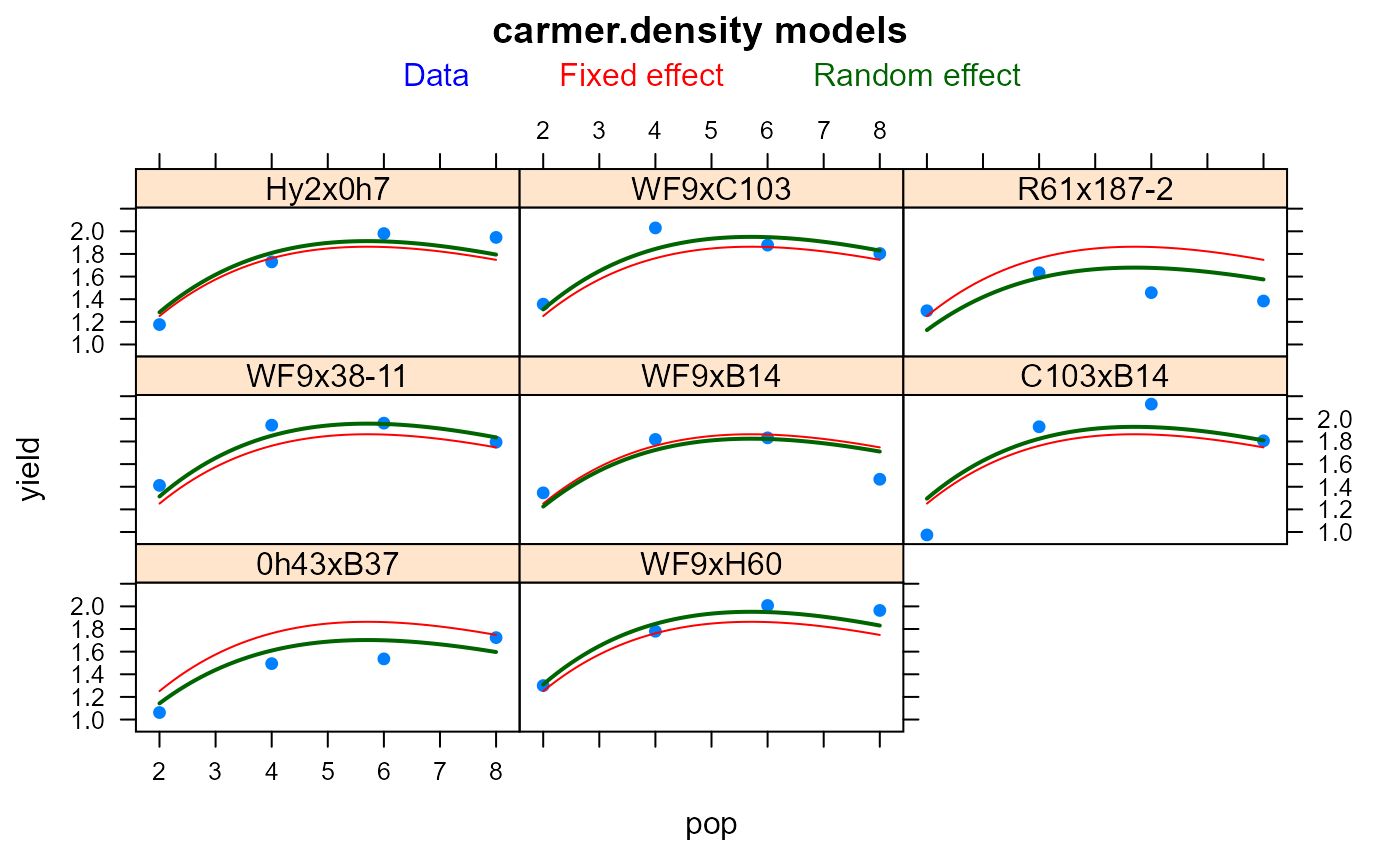 carmer.density models
Data Fixed effect Random effect
2 3 4 5 6 7 8
Hy2x0h7 WF9xC103 R61x187-2
2.0
1.8
1.6
1.4
1.2
1.0
WF9x38-11 WF9xB14 C103xB14
2.0
1.8
1.6
1.4
1.2
1.0
yield
0h43xB37 WF9xH60
2.0
1.8
1.6
1.4
1.2
1.0
2 3 4 5 6 7 8
pop